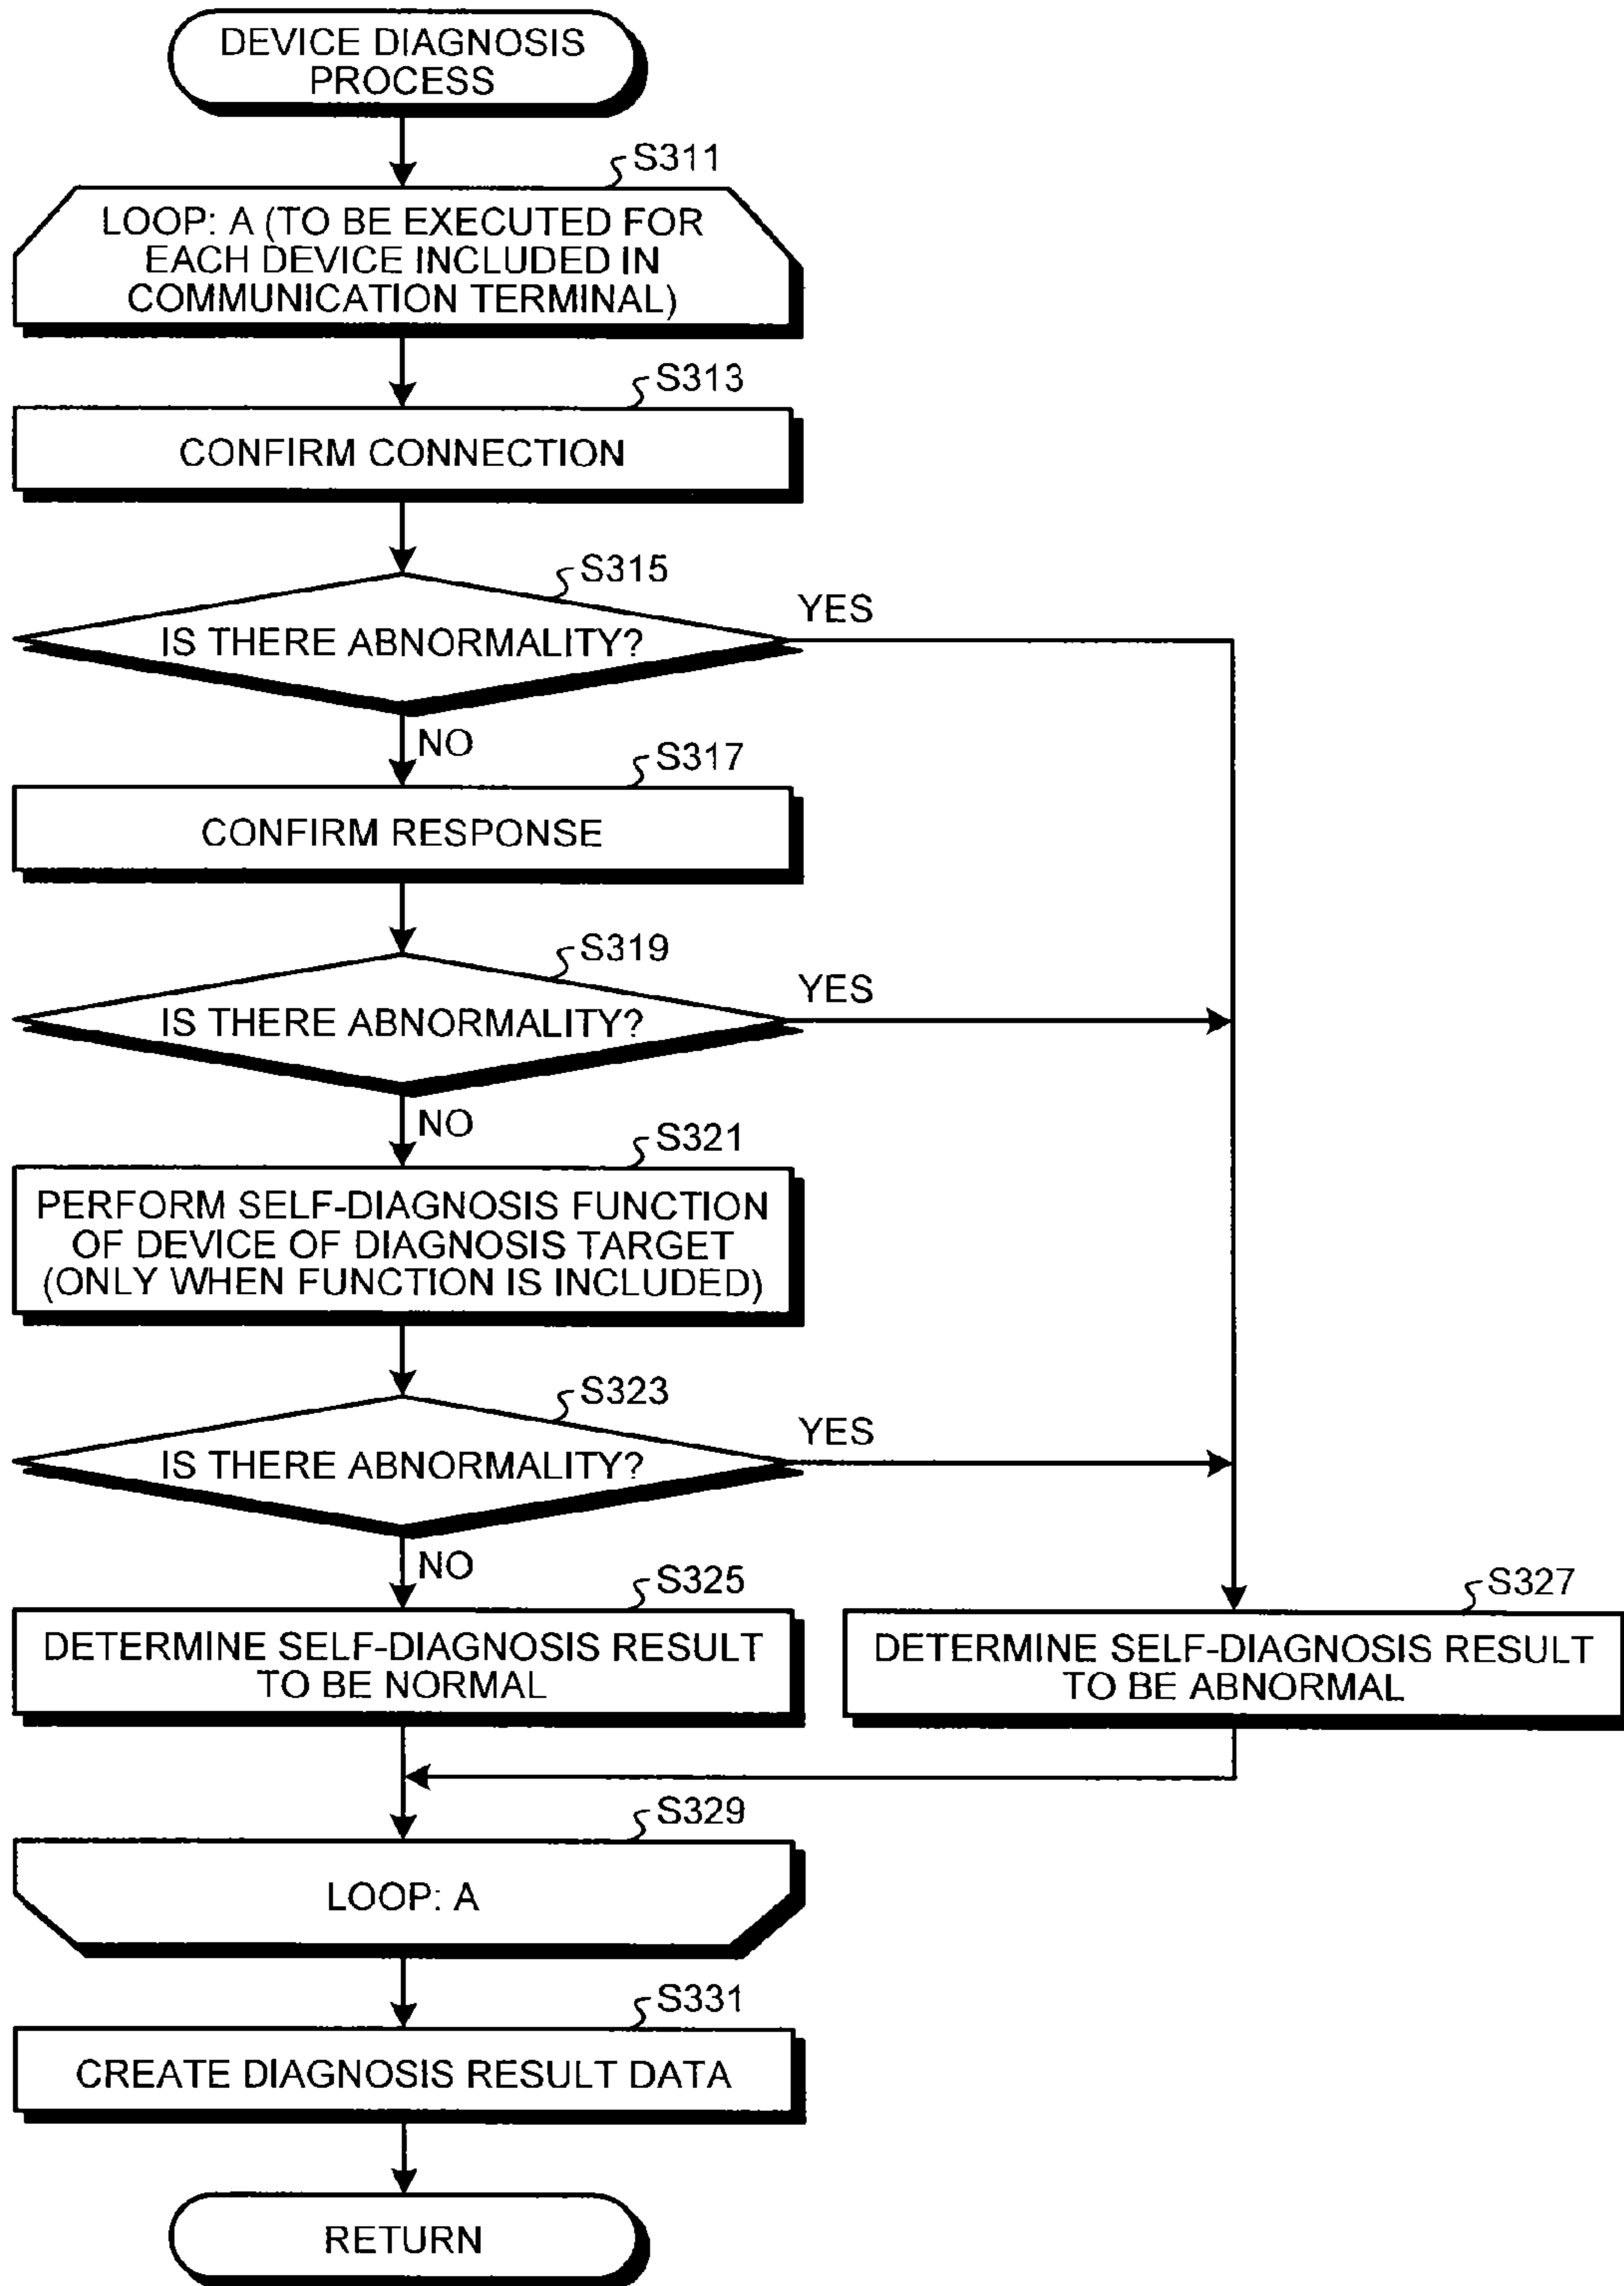 DEVICE DIAGNOSIS
PROCESS
S311
LOOP: A (TO BE EXECUTED FOR
EACH DEVICE INCLUDED IN
COMMUNICATION TERMINAL)
S313
CONFIRM CONNECTION
S315
IS THERE ABNORMALITY?
YES
NO
S317
CONFIRM RESPONSE
S319
IS THERE ABNORMALITY?
YES
NO
S321
PERFORM SELF-DIAGNOSIS FUNCTION
OF DEVICE OF DIAGNOSIS TARGET
(ONLY WHEN FUNCTION IS INCLUDED)
S323
IS THERE ABNORMALITY?
YES
NO
S325
DETERMINE SELF-DIAGNOSIS RESULT
TO BE NORMAL
S327
DETERMINE SELF-DIAGNOSIS RESULT
TO BE ABNORMAL
S329
LOOP: A
S331
CREATE DIAGNOSIS RESULT DATA
RETURN